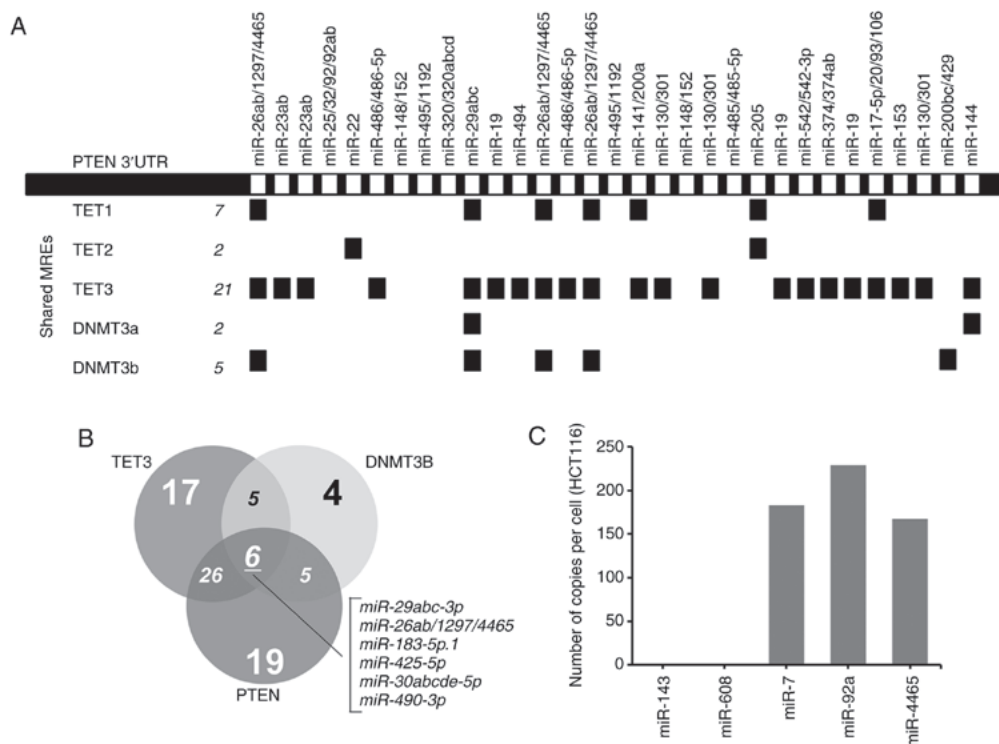 A
miR-26ab/1297/4465
miR-23ab
miR-23ab
miR-25/32/92/92ab
miR-22
miR-486/486-5p
miR-148/152
miR-495/1192
miR-320/320abcd
miR-29abc
miR-19
miR-494
miR-26ab/1297/4465
miR-486/486-5p
miR-26ab/1297/4465
miR-495/1192
miR-141/200a
miR-130/301
miR-148/152
miR-130/301
miR-485/485-5p
miR-205
miR-19
miR-542/542-3p
miR-374/374ab
miR-19
miR-17-5p/20/93/106
miR-153
miR-130/301
miR-200bc/429
miR-144
PTEN 3'UTR
Shared MREs
TET1 7
TET2 2
TET3 21
DNMT3a 2
DNMT3b 5
B
TET3
DNMT3B
17
5
4
6
26
5
19
PTEN
miR-29abc-3p
miR-26ab/1297/4465
miR-183-5p.1
miR-425-5p
miR-30abcde-5p
miR-490-3p
C
Number of copies per cell (HCT116)
250
200
150
100
50
0
miR-143
miR-608
miR-7
miR-92a
miR-4465